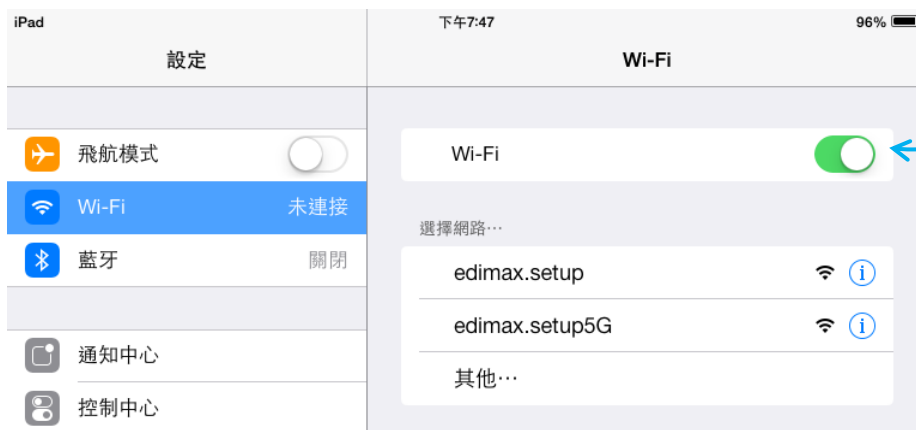 iPad 下午7:47 96%
設定
Wi-Fi
飛航模式
Wi-Fi 未連接
藍牙 關閉
通知中心
控制中心
Wi-Fi
選擇網路⋯
edimax.setup
edimax.setup5G
其他⋯